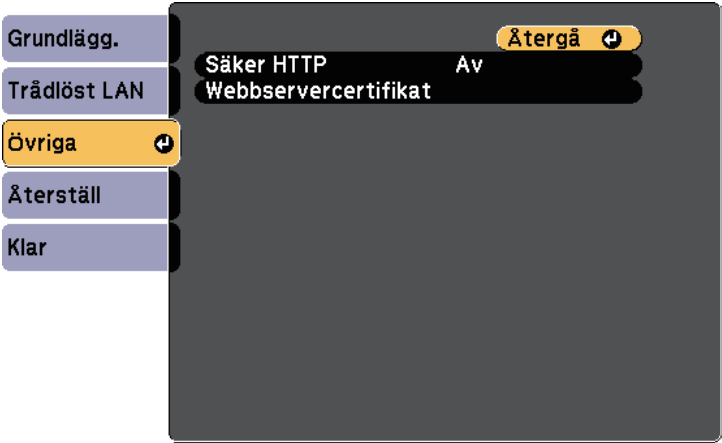 Grundlägg.
Trådlöst LAN
Övriga
Återställ
Klar
Återgå
Säker HTTP Av
Webbservercertifikat